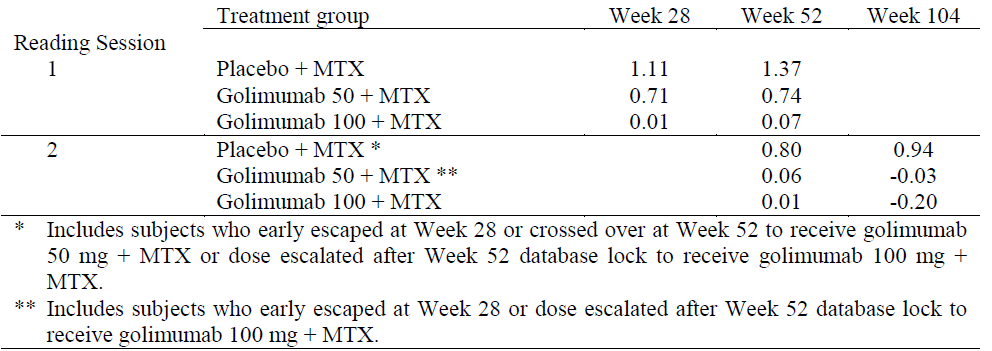 Treatment group Week 28 Week 52 Week 104
Reading Session
1 Placebo + MTX 1.11 1.37
Golimumab 50 + MTX 0.71 0.74
Golimumab 100 + MTX 0.01 0.07
2 Placebo + MTX * 0.80 0.94
Golimumab 50 + MTX ** 0.06 -0.03
Golimumab 100 + MTX 0.01 -0.20
* Includes subjects who early escaped at Week 28 or crossed over at Week 52 to receive golimumab
50 mg + MTX or dose escalated after Week 52 database lock to receive golimumab 100 mg +
MTX.
** Includes subjects who early escaped at Week 28 or dose escalated after Week 52 database lock to
receive golimumab 100 mg + MTX.